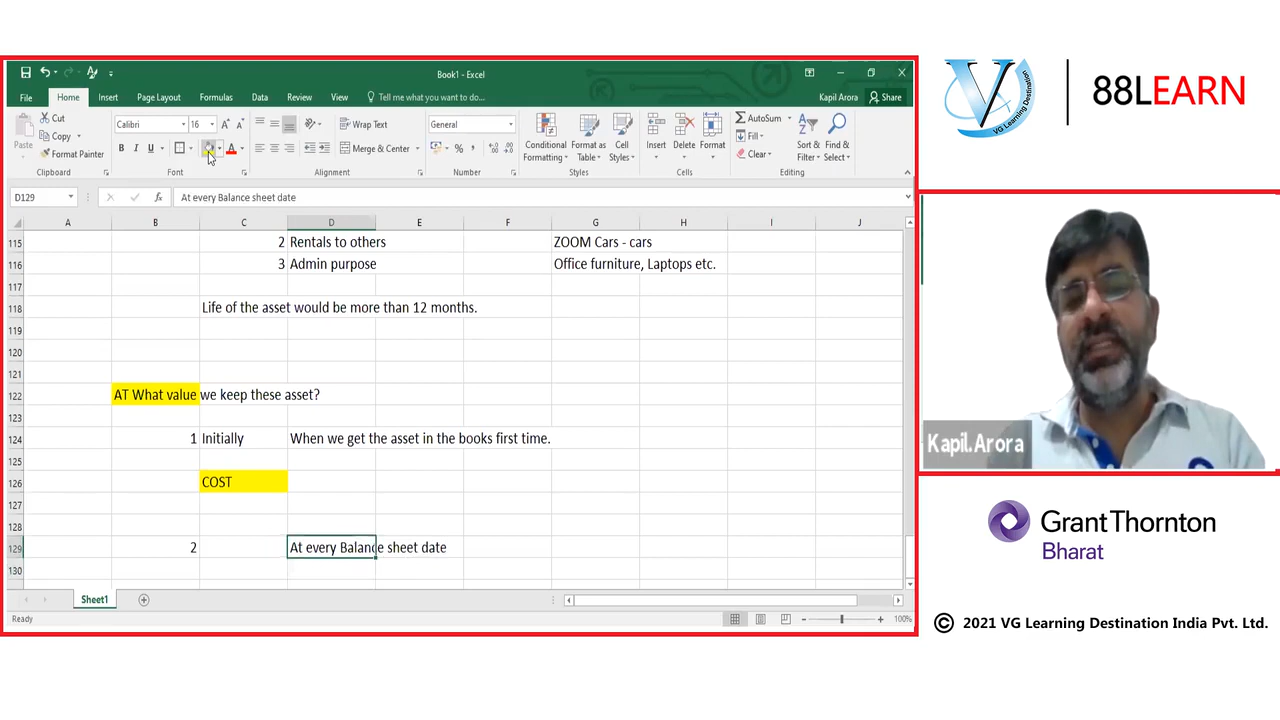 Book1 - Excel
File Home Insert Page Layout Formulas Data Review View Tell me what you want to do... Kapil Arora Share
Paste Cut Copy Format Painter
Calibri 16 A A
B I U A
Wrap Text
Merge & Center
General
% ,
Conditional Formatting Format as Table Cell Styles
Insert Delete Format
AutoSum Fill Clear
Sort & Filter Find & Select
Clipboard Font Alignment Number Styles Cells Editing
D129 fx At every Balance sheet date
A B C D E F G H I J
115 2 Rentals to others ZOOM Cars - cars
116 3 Admin purpose Office furniture, Laptops etc.
117
118 Life of the asset would be more than 12 months.
119
120
121
122 AT What value we keep these asset?
123
124 1 Initially When we get the asset in the books first time.
125
126 COST
127
128
129 2 At every Balance sheet date
130
Sheet1
Ready 100%
V
VG Learning Destination
88LEARN
Kapil.Arora
Grant Thornton
Bharat
© 2021 VG Learning Destination India Pvt. Ltd.